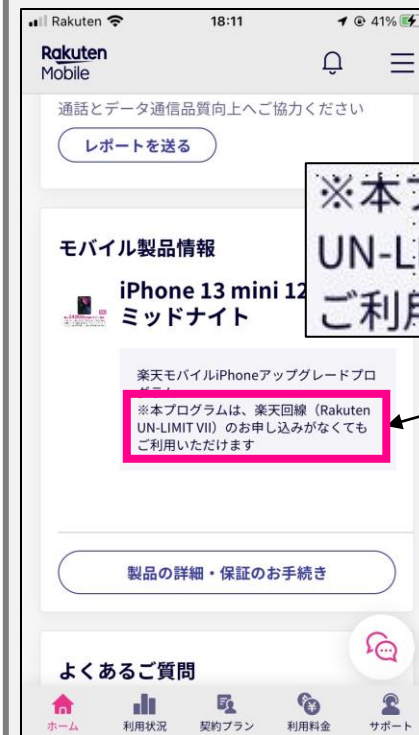 Rakuten 18:11 41%
Rakuten
Mobile
通話とデータ通信品質向上へご協力ください
レポートを送る
※本
UN-L
ご利
モバイル製品情報
iPhone 13 mini 12
ミッドナイト
楽天モバイルiPhoneアップグレードプロ
※本プログラムは、楽天回線（Rakuten
UN-LIMIT VII）のお申し込みがなくても
ご利用いただけます
製品の詳細・保証のお手続き
よくあるご質問
ホーム 利用状況 契約プラン 利用料金 サポート